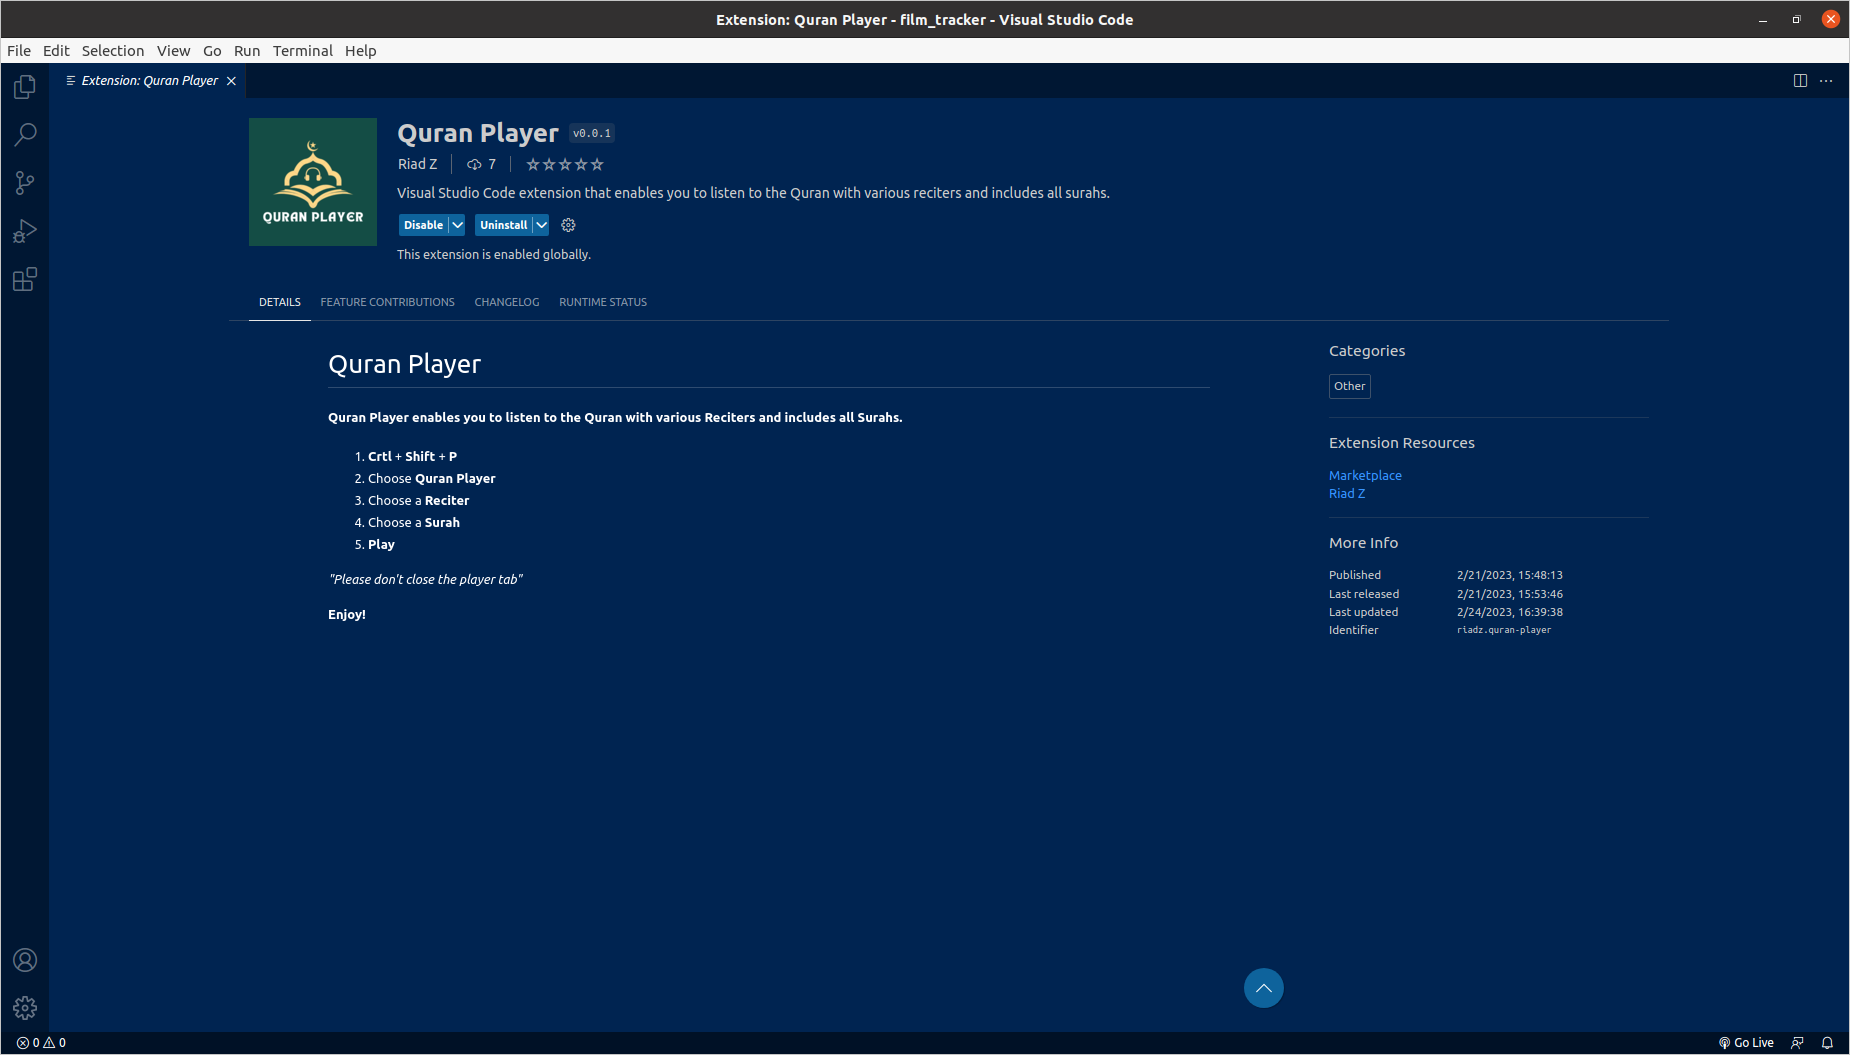 Extension: Quran Player - film_tracker - Visual Studio Code
File Edit Selection View Go Run Terminal Help
Extension: Quran Player
QURAN PLAYER
Quran Player v0.0.1
Riad Z 7
Visual Studio Code extension that enables you to listen to the Quran with various reciters and includes all surahs.
Disable Uninstall
This extension is enabled globally.
DETAILS FEATURE CONTRIBUTIONS CHANGELOG RUNTIME STATUS
Quran Player
Quran Player enables you to listen to the Quran with various Reciters and includes all Surahs.
1. Crtl + Shift + P
2. Choose Quran Player
3. Choose a Reciter
4. Choose a Surah
5. Play
"Please don't close the player tab"
Enjoy!
Categories
Other
Extension Resources
Marketplace
Riad Z
More Info
Published 2/21/2023, 15:48:13
Last released 2/21/2023, 15:53:46
Last updated 2/24/2023, 16:39:38
Identifier riadz.quran-player
0 0
Go Live